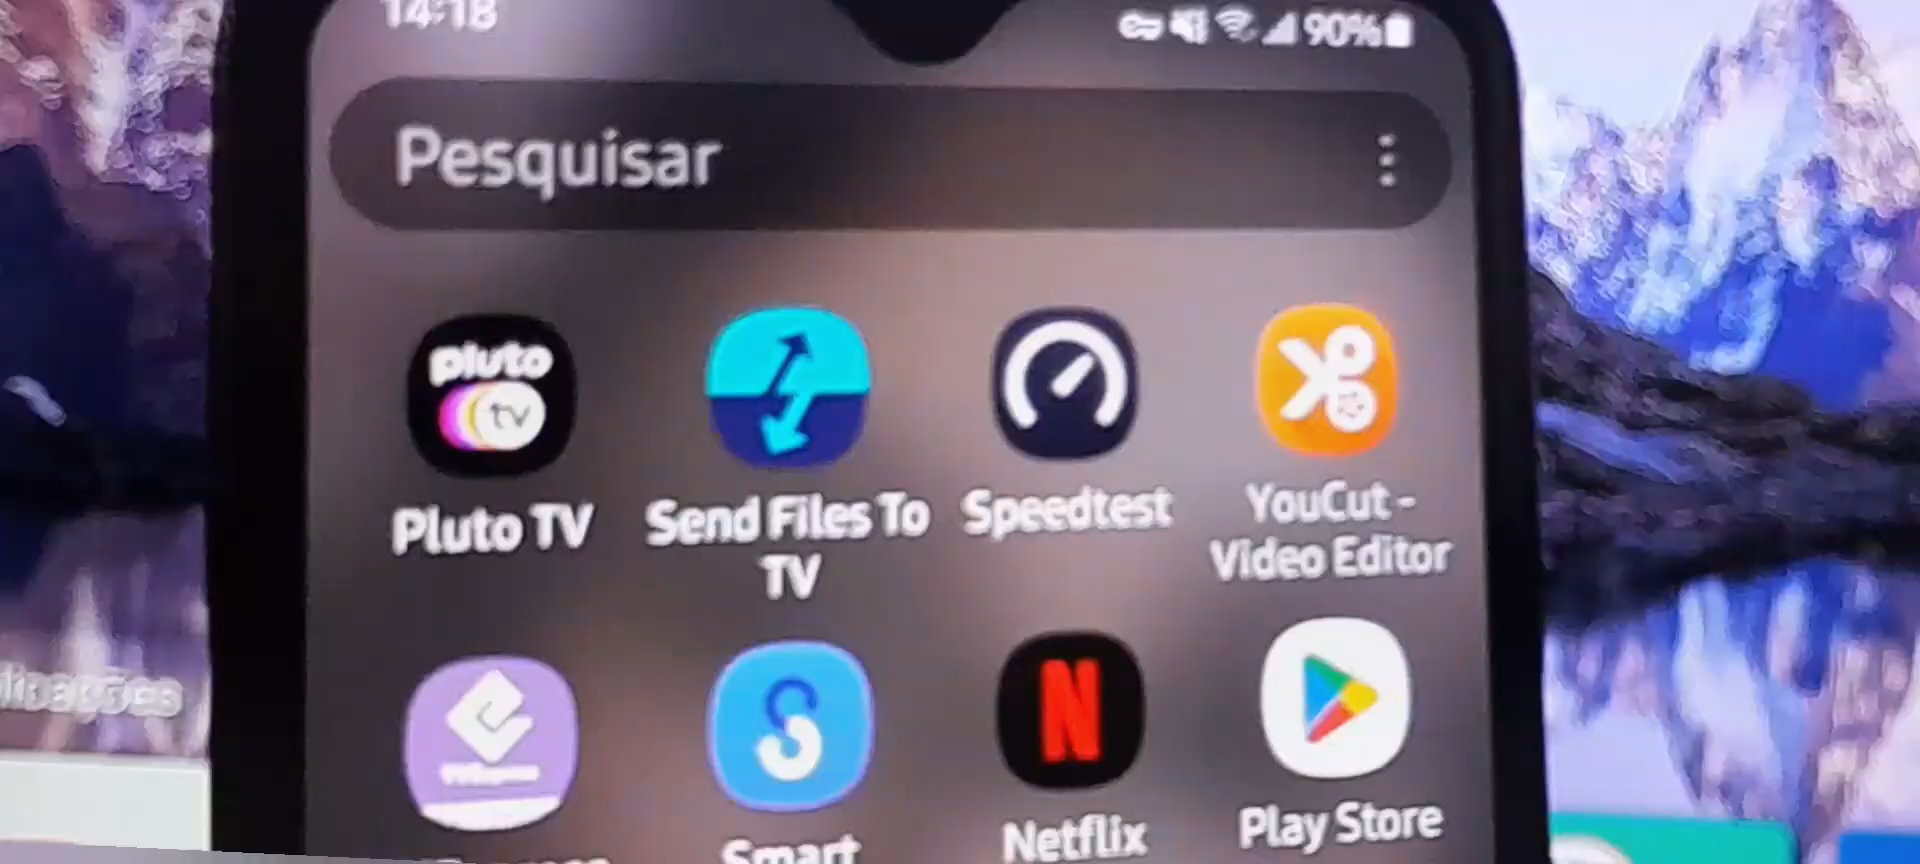 14:18
90%
Pesquisar
pluto
tv
Pluto TV
Send Files To
TV
Speedtest
YouCut -
Video Editor
N
Smart
Netflix
Play Store